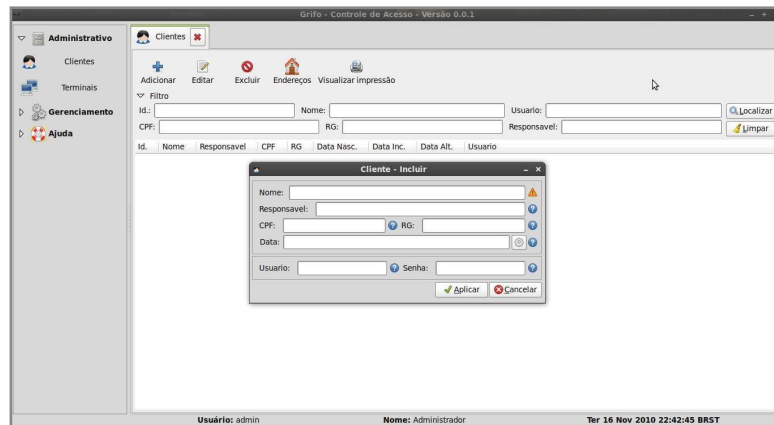 Grifo - Controle de Acesso - Versão 0.0.1
Administrativo
Clientes
Terminais
Gerenciamento
Ajuda
Clientes
Adicionar Editar Excluir Endereços Visualizar impressão
Filtro
Id.: Nome: Usuario: Localizar
CPF: RG: Responsavel: Limpar
Id. Nome Responsavel CPF RG Data Nasc. Data Inc. Data Alt. Usuario
Cliente - Incluir
Nome:
Responsavel:
CPF: RG:
Data:
Usuario: Senha:
Aplicar Cancelar
Usuário: admin Nome: Administrador Ter 16 Nov 2010 22:42:45 BRST